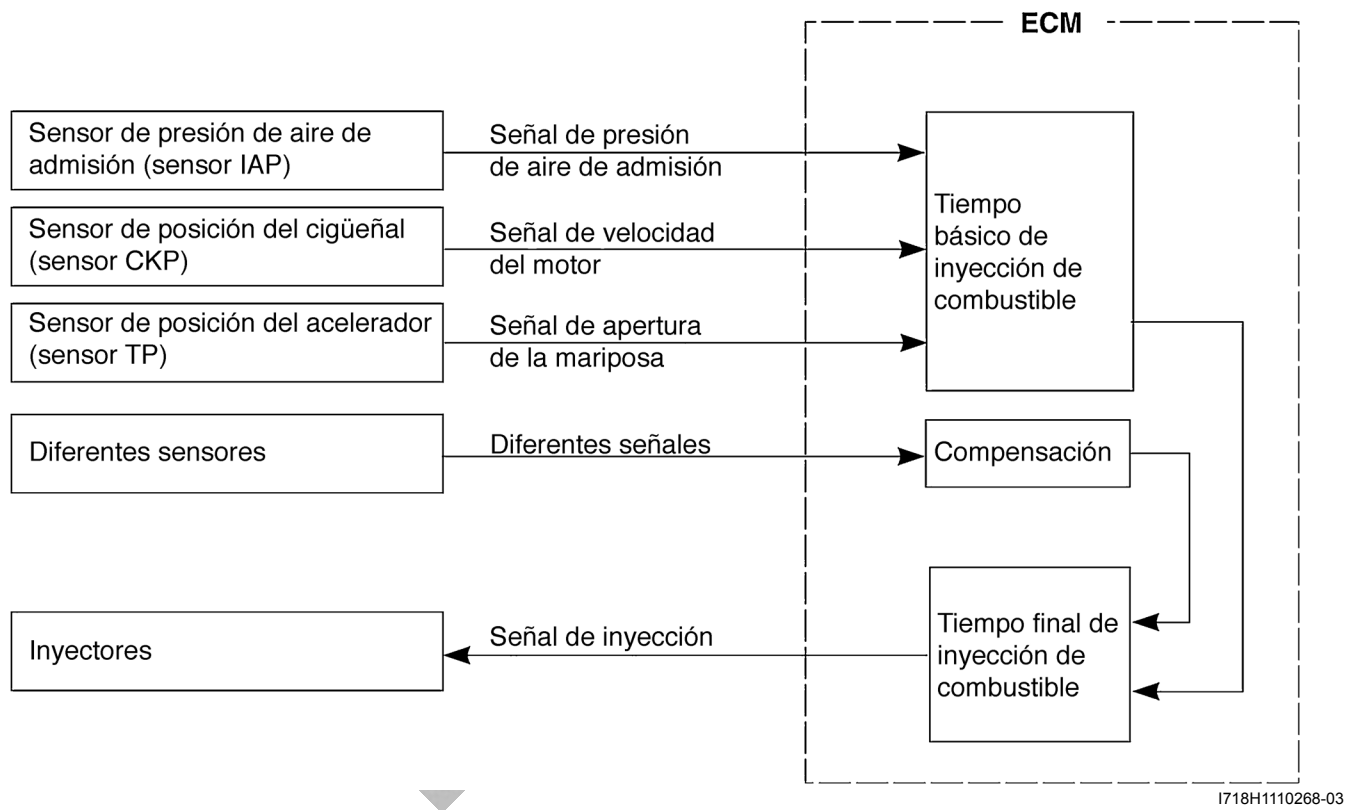 ECM
Sensor de presión de aire de
admisión (sensor IAP)
Señal de presión
de aire de admisión
Sensor de posición del cigüeñal
(sensor CKP)
Señal de velocidad
del motor
Sensor de posición del acelerador
(sensor TP)
Señal de apertura
de la mariposa
Tiempo
básico de
inyección de
combustible
Diferentes sensores
Diferentes señales
Compensación
Inyectores
Señal de inyección
Tiempo final de
inyección de
combustible
I718H1110268-03